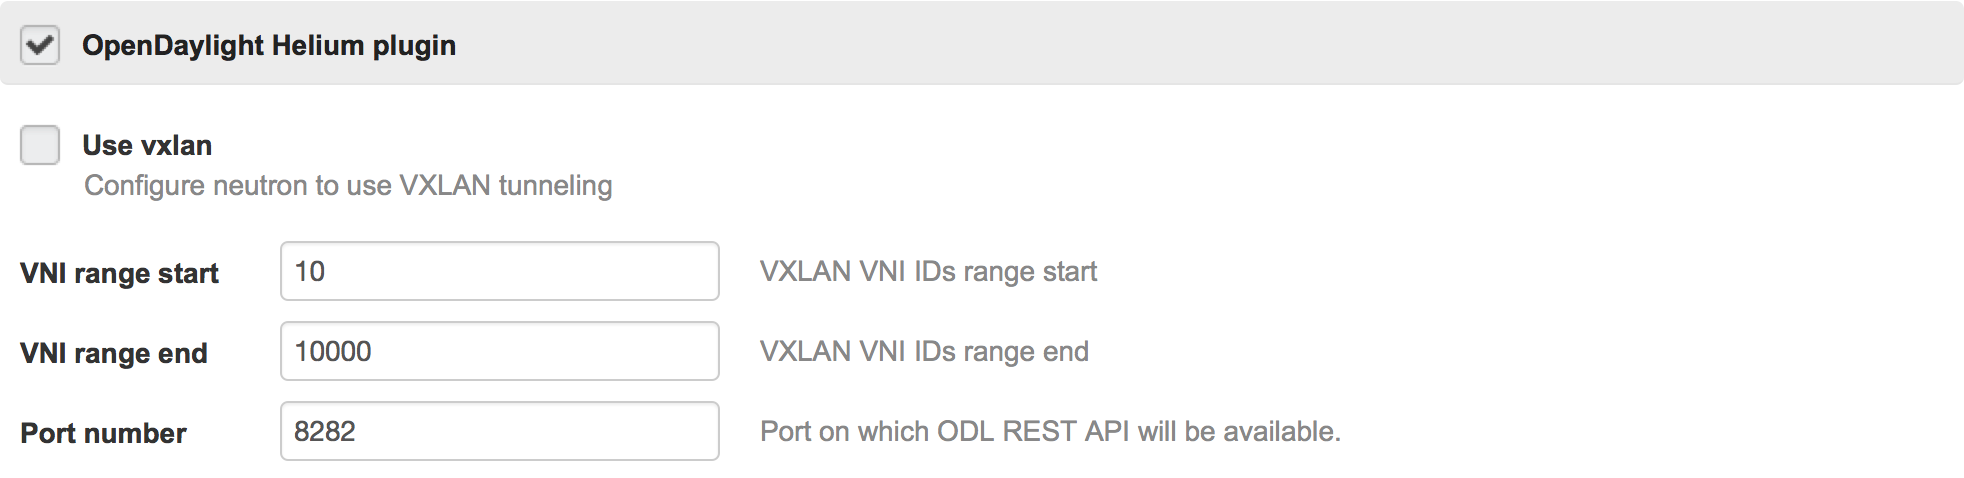 OpenDaylight Helium plugin
Use vxlan
Configure neutron to use VXLAN tunneling
VNI range start 10 VXLAN VNI IDs range start
VNI range end 10000 VXLAN VNI IDs range end
Port number 8282 Port on which ODL REST API will be available.